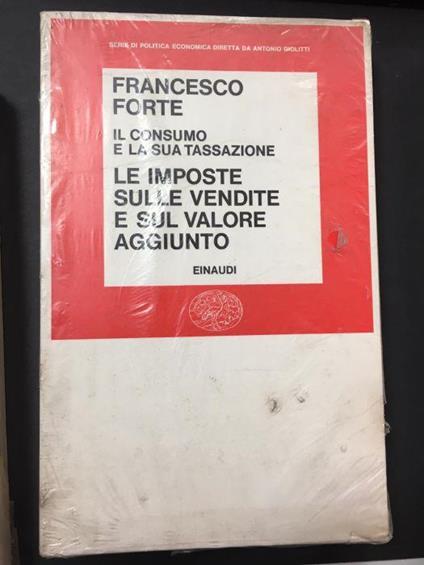 SERIE DI POLITICA ECONOMICA DIRETTA DA ANTONIO GIOLITTI
FRANCESCO
FORTE
IL CONSUMO
E LA SUA TASSAZIONE
LE IMPOSTE
SULLE VENDITE
E SUL VALORE
AGGIUNTO
EINAUDI